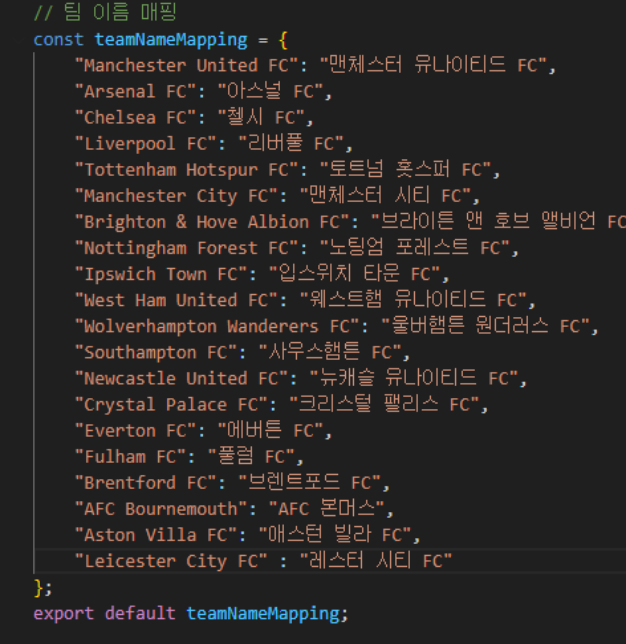 // 팀 이름 매핑
const teamNameMapping = {
"Manchester United FC": "맨체스터 유나이티드 FC",
"Arsenal FC": "아스널 FC",
"Chelsea FC": "첼시 FC",
"Liverpool FC": "리버풀 FC",
"Tottenham Hotspur FC": "토트넘 홋스퍼 FC",
"Manchester City FC": "맨체스터 시티 FC",
"Brighton & Hove Albion FC": "브라이튼 앤 호브 앨비언 FC
"Nottingham Forest FC": "노팅엄 포레스트 FC",
"Ipswich Town FC": "입스위치 타운 FC",
"West Ham United FC": "웨스트햄 유나이티드 FC",
"Wolverhampton Wanderers FC": "울버햄튼 원더러스 FC",
"Southampton FC": "사우스햄튼 FC",
"Newcastle United FC": "뉴캐슬 유나이티드 FC",
"Crystal Palace FC": "크리스털 팰리스 FC",
"Everton FC": "에버튼 FC",
"Fulham FC": "풀럼 FC",
"Brentford FC": "브렌트포드 FC",
"AFC Bournemouth": "AFC 본머스",
"Aston Villa FC": "애스턴 빌라 FC",
"Leicester City FC" : "레스터 시티 FC"
};
export default teamNameMapping;